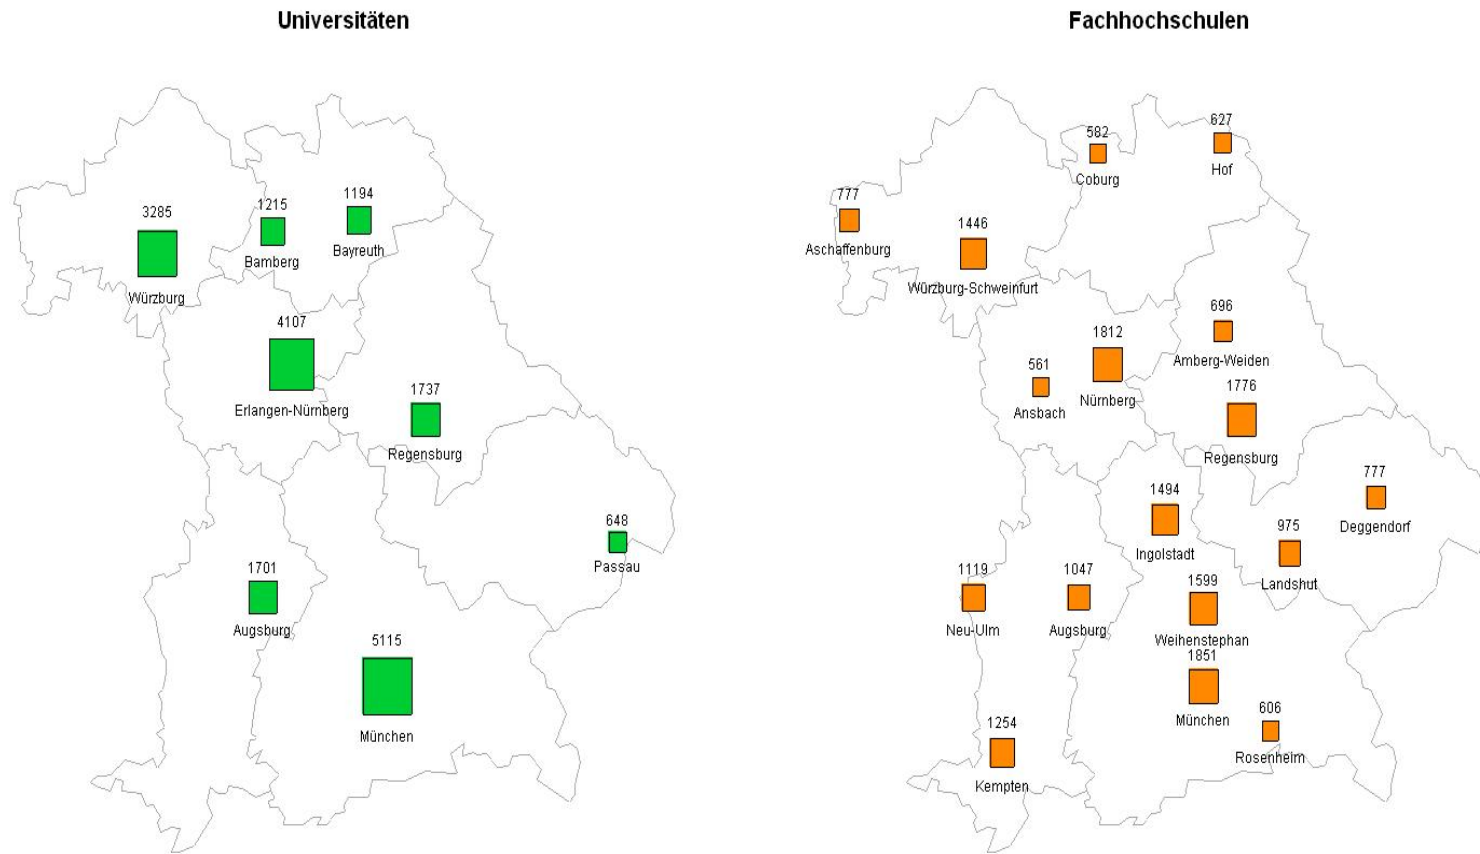 Universitäten
3285
Würzburg
1215
Bamberg
1194
Bayreuth
4107
Erlangen-Nürnberg
1737
Regensburg
648
Passau
1701
Augsburg
5115
München
Fachhochschulen
582
Coburg
627
Hof
777
Aschaffenburg
1446
Würzburg-Schweinfurt
696
Amberg-Weiden
1812
Nürnberg
561
Ansbach
1776
Regensburg
777
Deggendorf
1494
Ingolstadt
975
Landshut
1119
Neu-Ulm
1047
Augsburg
1599
Weihenstephan
1851
München
606
Rosenheim
1254
Kempten